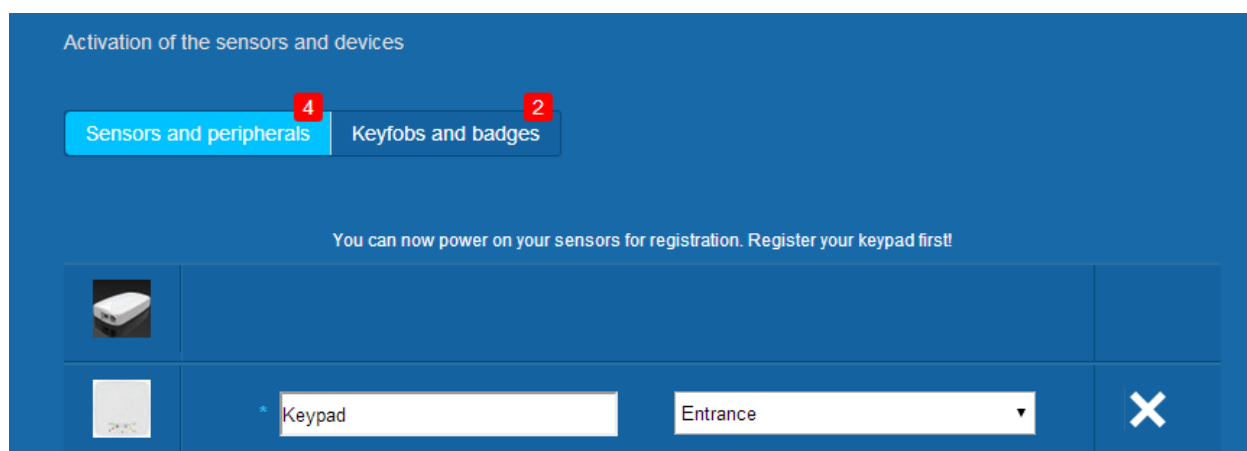 Activation of the sensors and devices
4 2
Sensors and peripherals Keyfobs and badges
You can now power on your sensors for registration. Register your keypad first!
* Keypad Entrance